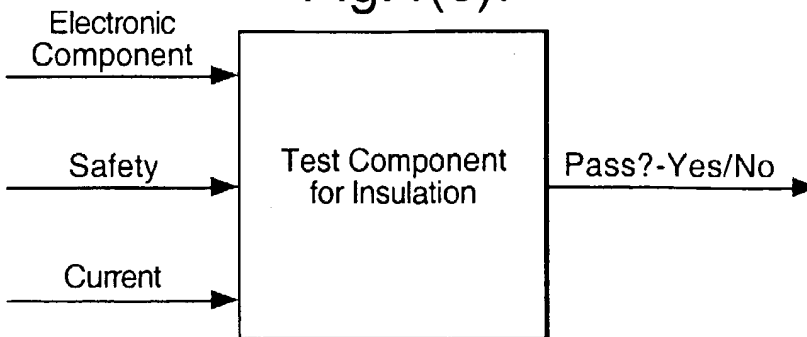 Electronic
Component
Safety
Current
Test Component
for Insulation
Pass?-Yes/No